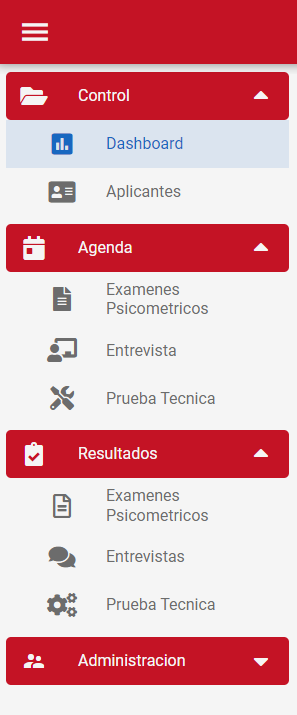 Control
Dashboard
Aplicantes
Agenda
Examenes
Psicometricos
Entrevista
Prueba Tecnica
Resultados
Examenes
Psicometricos
Entrevistas
Prueba Tecnica
Administracion